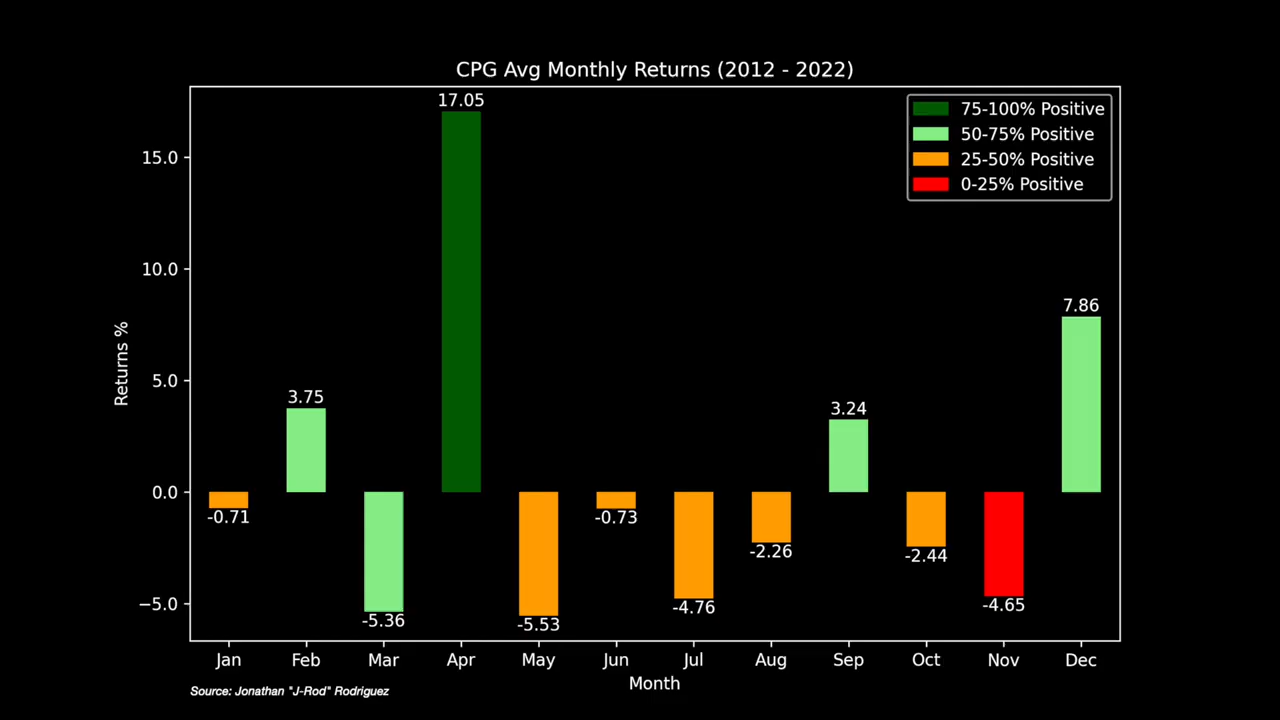 CPG Avg Monthly Returns (2012 - 2022)
17.05
75-100% Positive
50-75% Positive
25-50% Positive
0-25% Positive
15.0
10.0
5.0
0.0
−5.0
Returns %
7.86
3.75
3.24
-0.71
-5.36
-5.53
-0.73
-4.76
-2.26
-2.44
-4.65
Jan Feb Mar Apr May Jun Jul Aug Sep Oct Nov Dec
Month
Source: Jonathan "J-Rod" Rodriguez